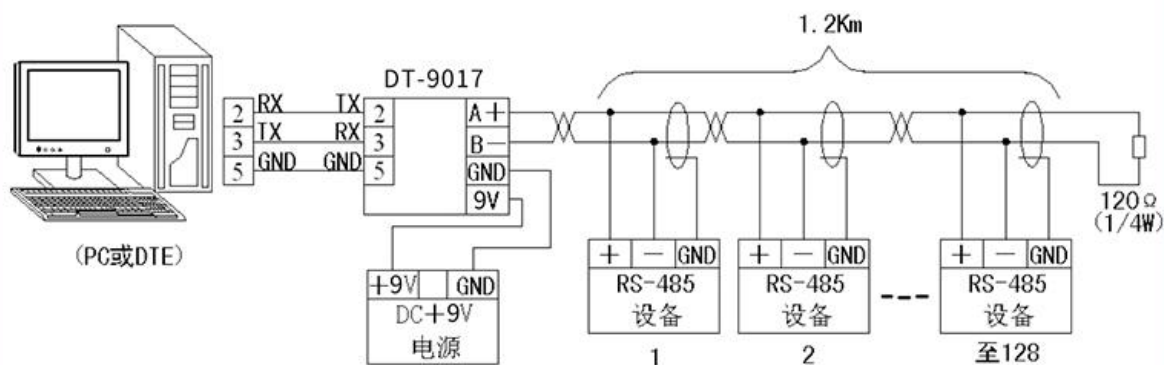 1.2Km
DT-9017
2 RX TX 2 A+
3 TX RX 3 B-
5 GND GND 5 GND
9V
(PC或DTE)
+9V GND
DC+9V
电源
+ - GND
RS-485
设备
1
+ - GND
RS-485
设备
2
+ - GND
RS-485
设备
至128
120Ω
(1/4W)